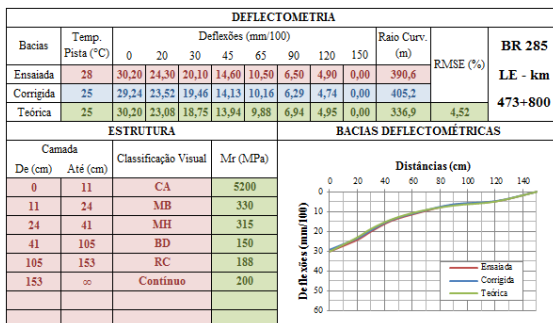 DEFLECTOMETRIA
Bacias Temp. Pista (°C) Deflexões (mm/100) Raio Curv. (m) RMSE (%) BR 285 LE - km 473+800
0 20 30 45 65 90 120 150
Ensaiada 28 30,20 24,30 20,10 14,60 10,50 6,50 4,90 0,00 390,6
Corrigida 25 29,24 23,52 19,46 14,13 10,16 6,29 4,74 0,00 405,2
Teórica 25 30,20 23,08 18,75 13,94 9,88 6,94 4,95 0,00 336,9 4,52
ESTRUTURA BACIAS DEFLECTOMÉTRICAS
Camada Classificação Visual Mr (MPa)
De (cm) Até (cm)
0 11 CA 5200
11 24 MB 330
24 41 MH 315
41 105 BD 150
105 153 RC 188
153 ∞ Contínuo 200
Distâncias (cm)
0 20 40 60 80 100 120 140
Deflexões (mm/100)
0
10
20
30
40
50
60
Ensaiada
Corrigida
Teórica